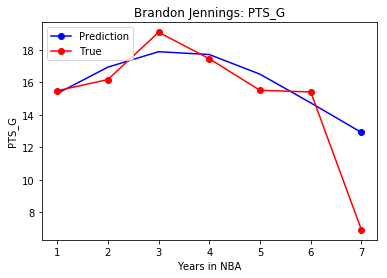 Brandon Jennings: PTS_G
Prediction
True
PTS_G
18
16
14
12
10
8
1 2 3 4 5 6 7
Years in NBA